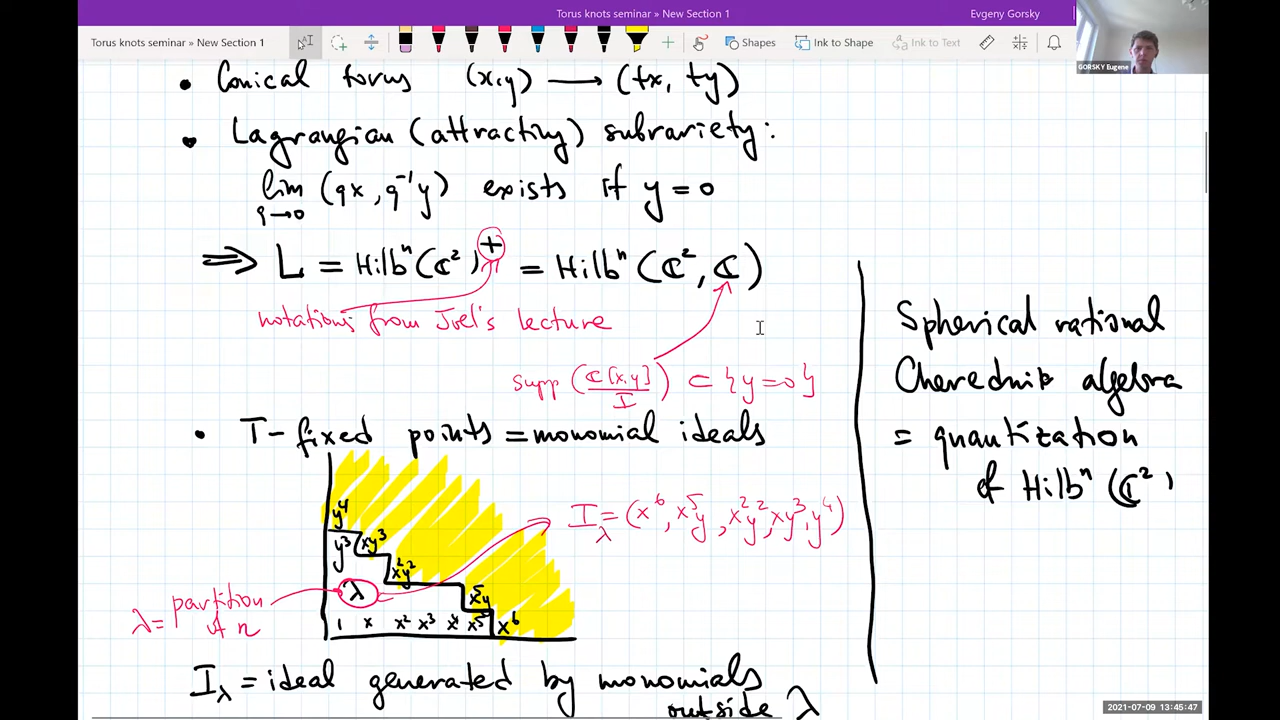 Torus knots seminar » New Section 1
Evgeny Gorsky
Torus knots seminar » New Section 1
Shapes
Ink to Shape
Ink to Text
GORSKY Eugene
• Conical form (x,y) ⟶ (tx, ty)
• Lagrangian (attracting) subvariety:
lim (qx, q⁻¹y) exists if y = 0
q→0
⟹ L = Hilbⁿ(ℂ²)⁺ = Hilbⁿ(ℂ², ℂ)
notations from Joel's lecture
supp (ℂ[x,y]/I) ⊂ {y=0}
• T-fixed points = monomial ideals
y⁴
y³ xy³
x²y²
λ x⁵y
1 x x² x³ x⁴ x⁵ x⁶
I_λ = (x⁶, x⁵y, x²y², xy³, y⁴)
λ = partition
of n
I_λ = ideal generated by monomials
outside λ
Spherical rational
Cherednik algebra
= quantization
of Hilbⁿ(ℂ²)
2021-07-09 13:45:47